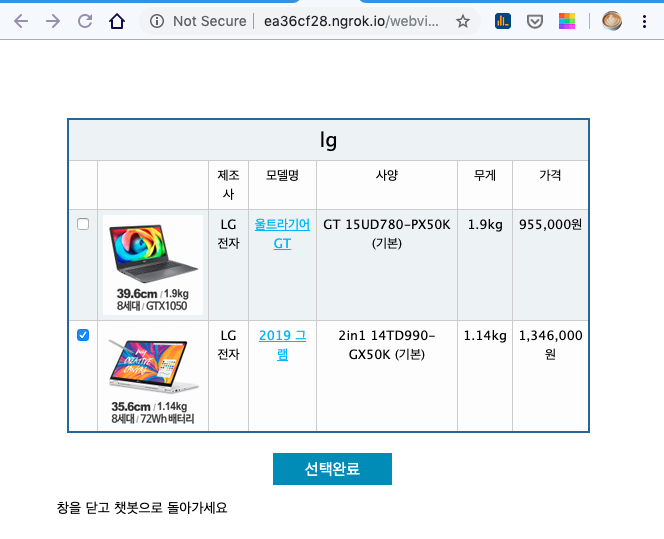 Not Secure | ea36cf28.ngrok.io/webvi...
lg
제조
사
모델명
사양
무게
가격
39.6cm / 1.9kg
8세대 / GTX1050
LG
전자
울트라기어
GT
GT 15UD780-PX50K
(기본)
1.9kg
955,000원
MY
CREATIVE
CANVAS
35.6cm / 1.14kg
8세대 / 72Wh 배터리
LG
전자
2019 그
램
2in1 14TD990-
GX50K (기본)
1.14kg
1,346,000
원
선택완료
창을 닫고 챗봇으로 돌아가세요